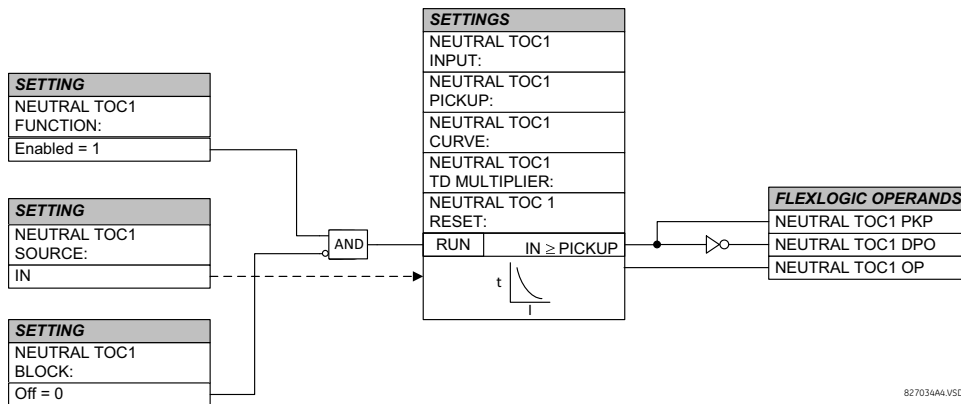 SETTING
NEUTRAL TOC1
FUNCTION:
Enabled = 1
SETTING
NEUTRAL TOC1
SOURCE:
IN
SETTING
NEUTRAL TOC1
BLOCK:
Off = 0
AND
SETTINGS
NEUTRAL TOC1
INPUT:
NEUTRAL TOC1
PICKUP:
NEUTRAL TOC1
CURVE:
NEUTRAL TOC1
TD MULTIPLIER:
NEUTRAL TOC 1
RESET:
RUN IN ≥ PICKUP
t
I
FLEXLOGIC OPERANDS
NEUTRAL TOC1 PKP
NEUTRAL TOC1 DPO
NEUTRAL TOC1 OP
827034A4.VSD